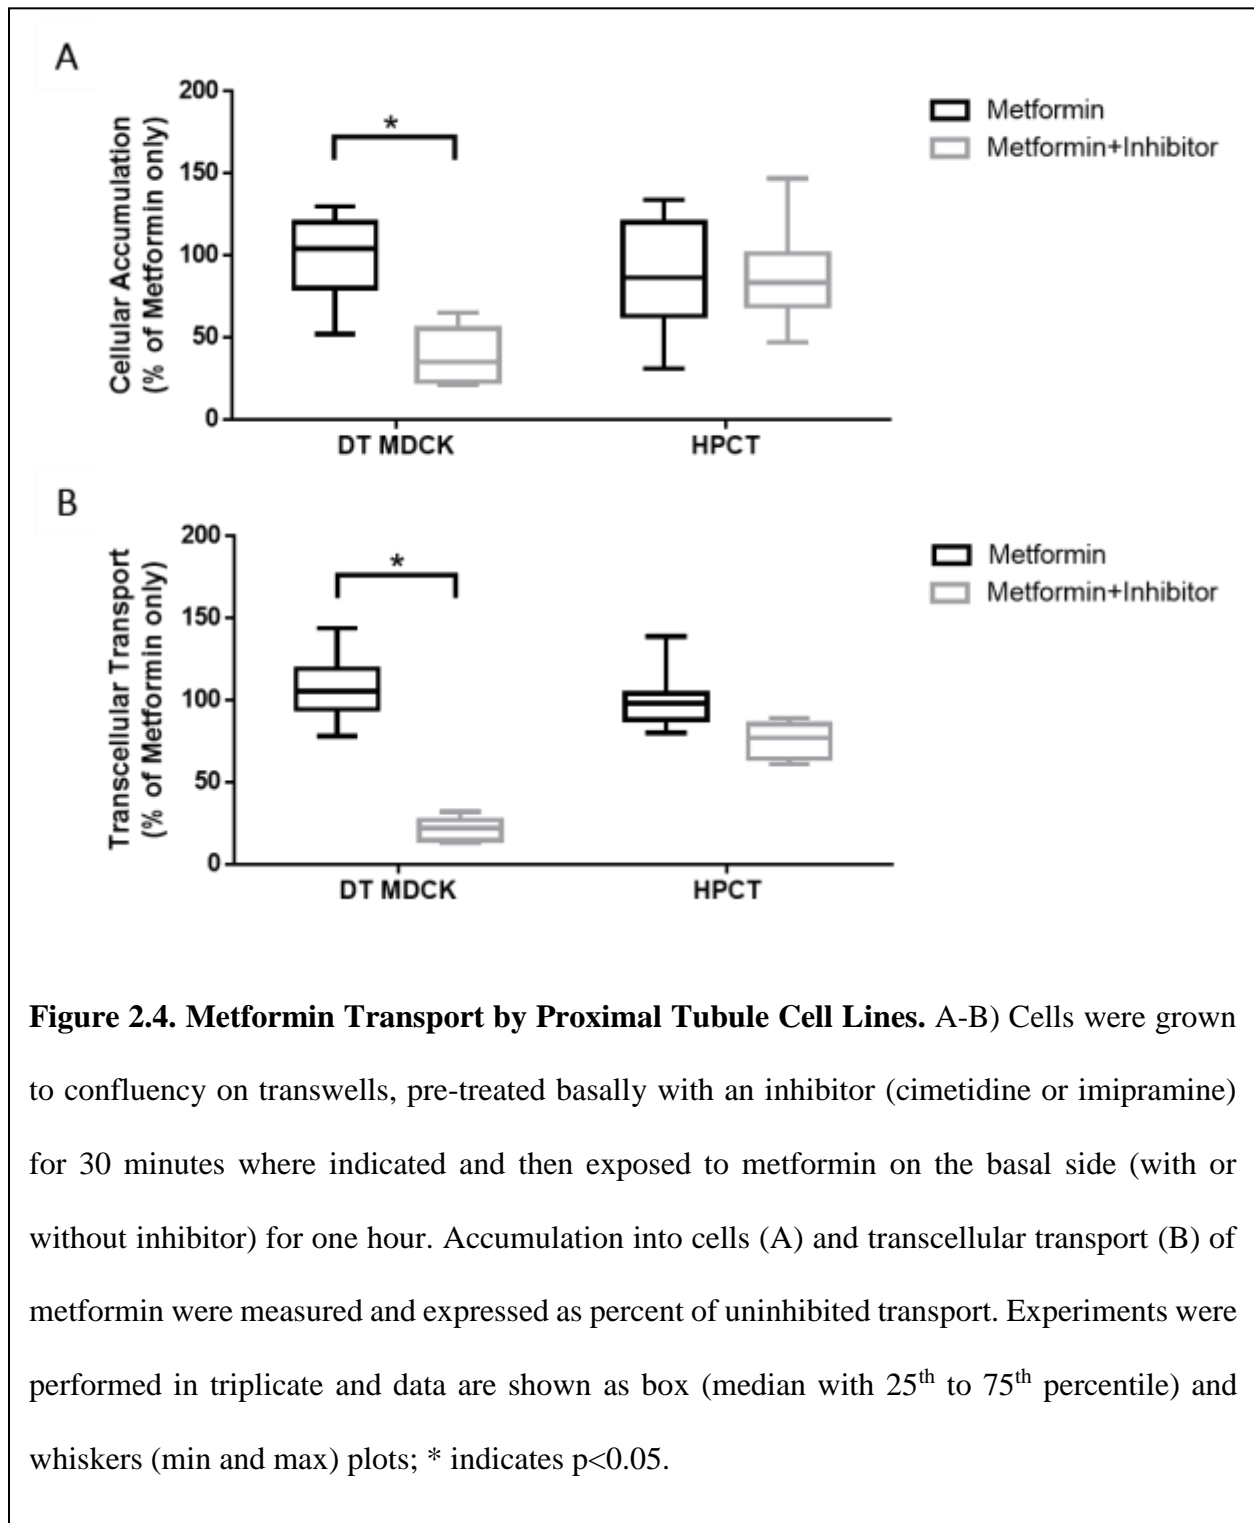 A
200
150
100
50
0
Cellular Accumulation
(% of Metformin only)
*
Metformin
Metformin+Inhibitor
DT MDCK
HPCT
B
200
150
100
50
0
Transcellular Transport
(% of Metformin only)
*
Metformin
Metformin+Inhibitor
DT MDCK
HPCT
Figure 2.4. Metformin Transport by Proximal Tubule Cell Lines. A-B) Cells were grown
to confluency on transwells, pre-treated basally with an inhibitor (cimetidine or imipramine)
for 30 minutes where indicated and then exposed to metformin on the basal side (with or
without inhibitor) for one hour. Accumulation into cells (A) and transcellular transport (B) of
metformin were measured and expressed as percent of uninhibited transport. Experiments were
performed in triplicate and data are shown as box (median with 25th to 75th percentile) and
whiskers (min and max) plots; * indicates p<0.05.